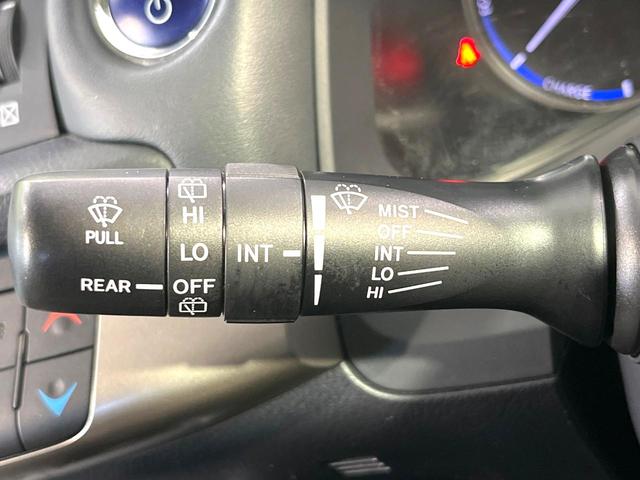 PULL
REAR
HI
LO
OFF
INT
MIST
OFF
INT
LO
HI
CHARGE